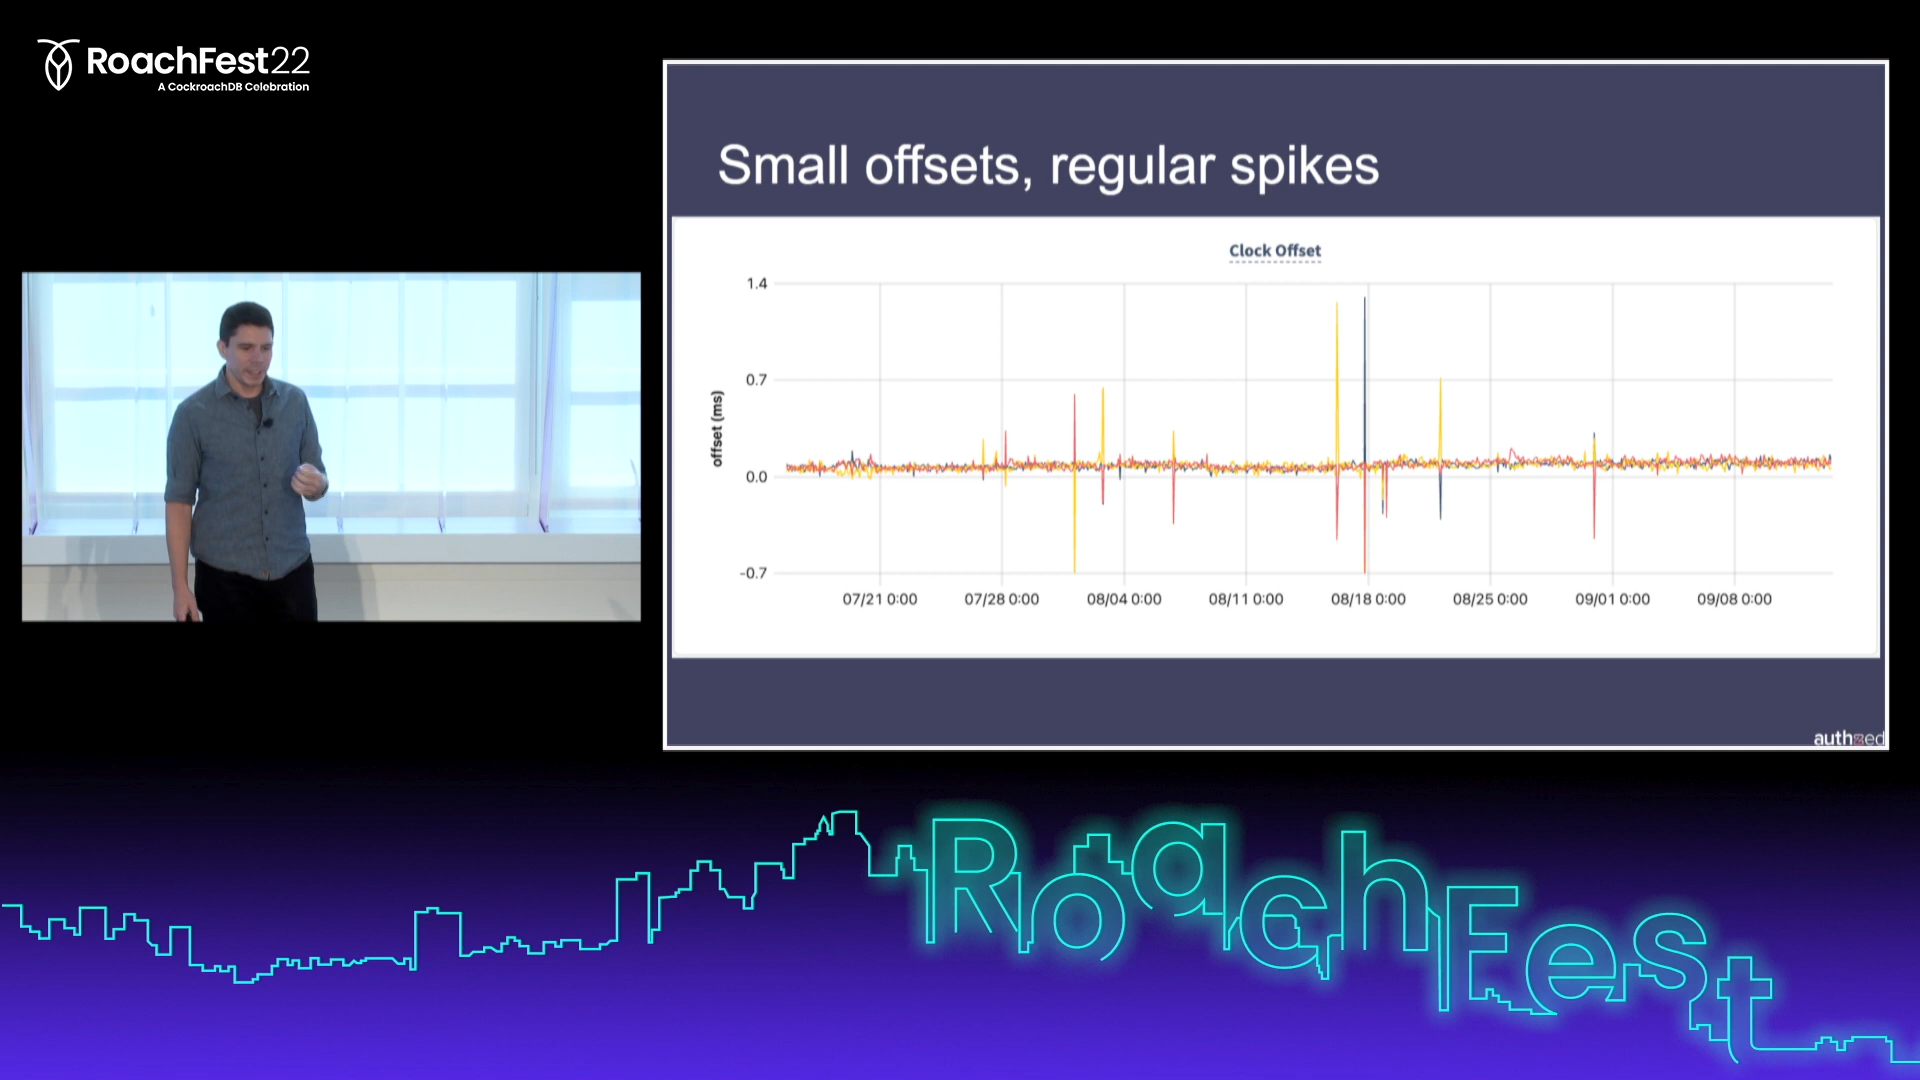 RoachFest22
A CockroachDB Celebration
Small offsets, regular spikes
Clock Offset
offset (ms)
1.4
0.7
0.0
-0.7
07/21 0:00
07/28 0:00
08/04 0:00
08/11 0:00
08/18 0:00
08/25 0:00
09/01 0:00
09/08 0:00
authzed
RoachFest